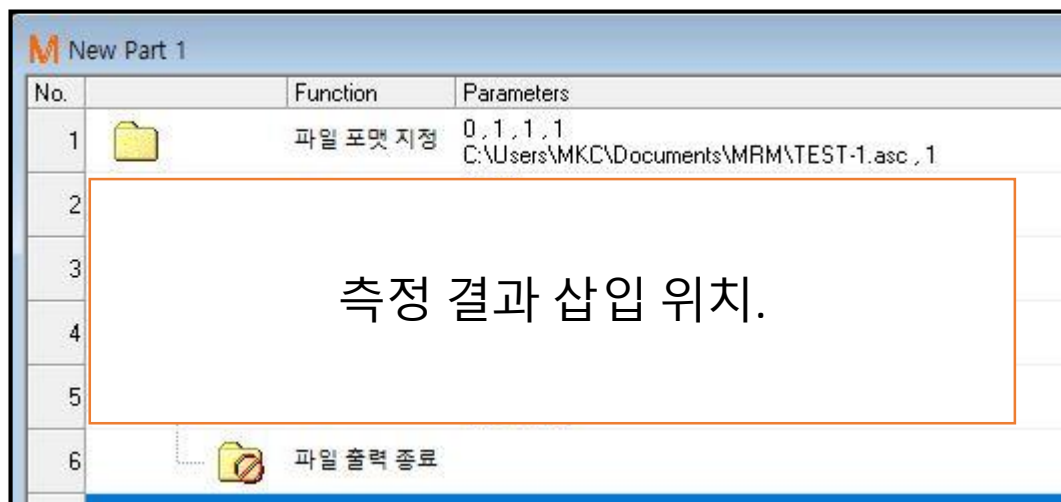 M New Part 1
No. Function Parameters
1 파일 포맷 지정 0 , 1 , 1 , 1
C:\Users\MKC\Documents\MRM\TEST-1.asc , 1
2
3
측정 결과 삽입 위치.
4
5
6 파일 출력 종료